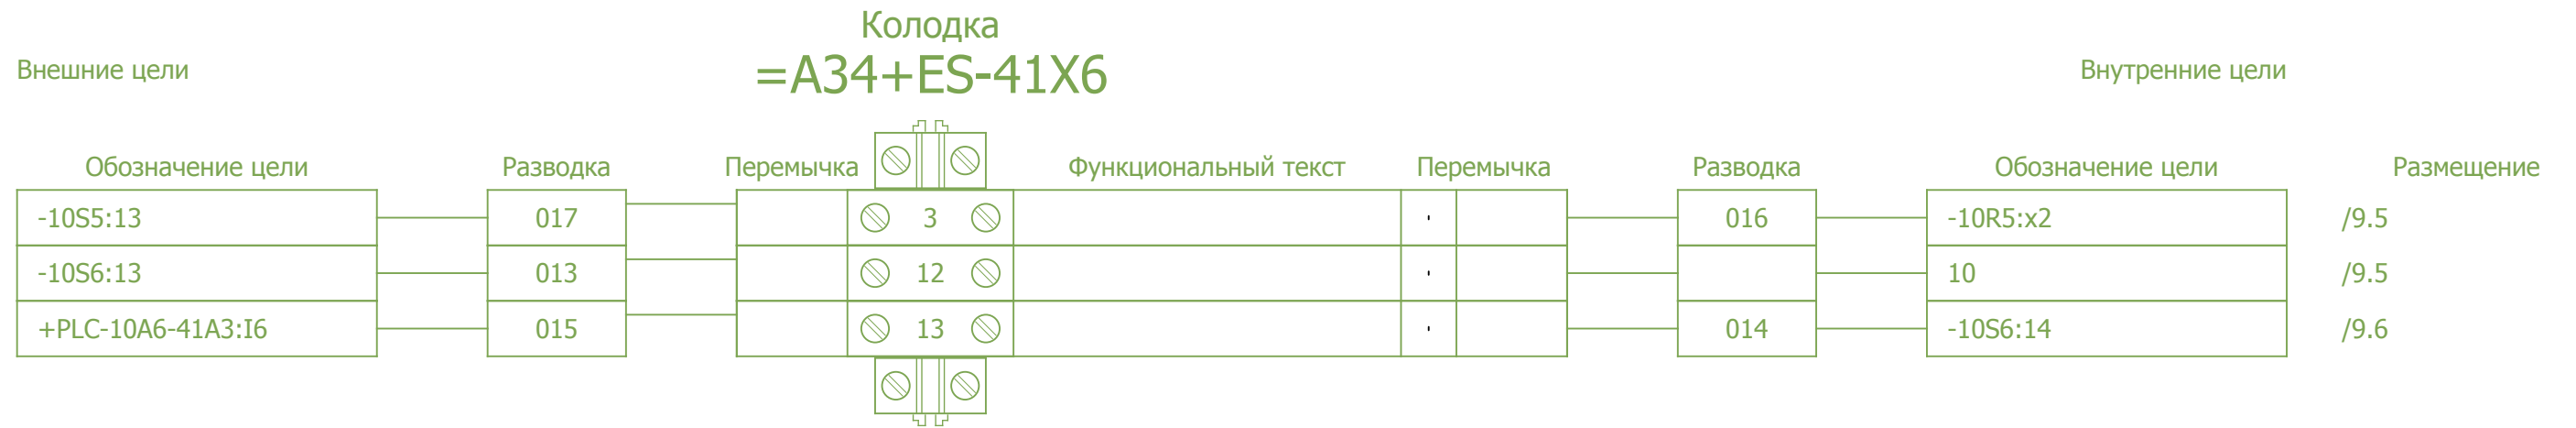 Колодка
Внешние цели =A34+ES-41X6 Внутренние цели
Обозначение цели Разводка Перемычка Функциональный текст Перемычка Разводка Обозначение цели Размещение
-10S5:13 017 3 016 -10R5:x2 /9.5
-10S6:13 013 12 10 /9.5
+PLC-10A6-41A3:I6 015 13 014 -10S6:14 /9.6